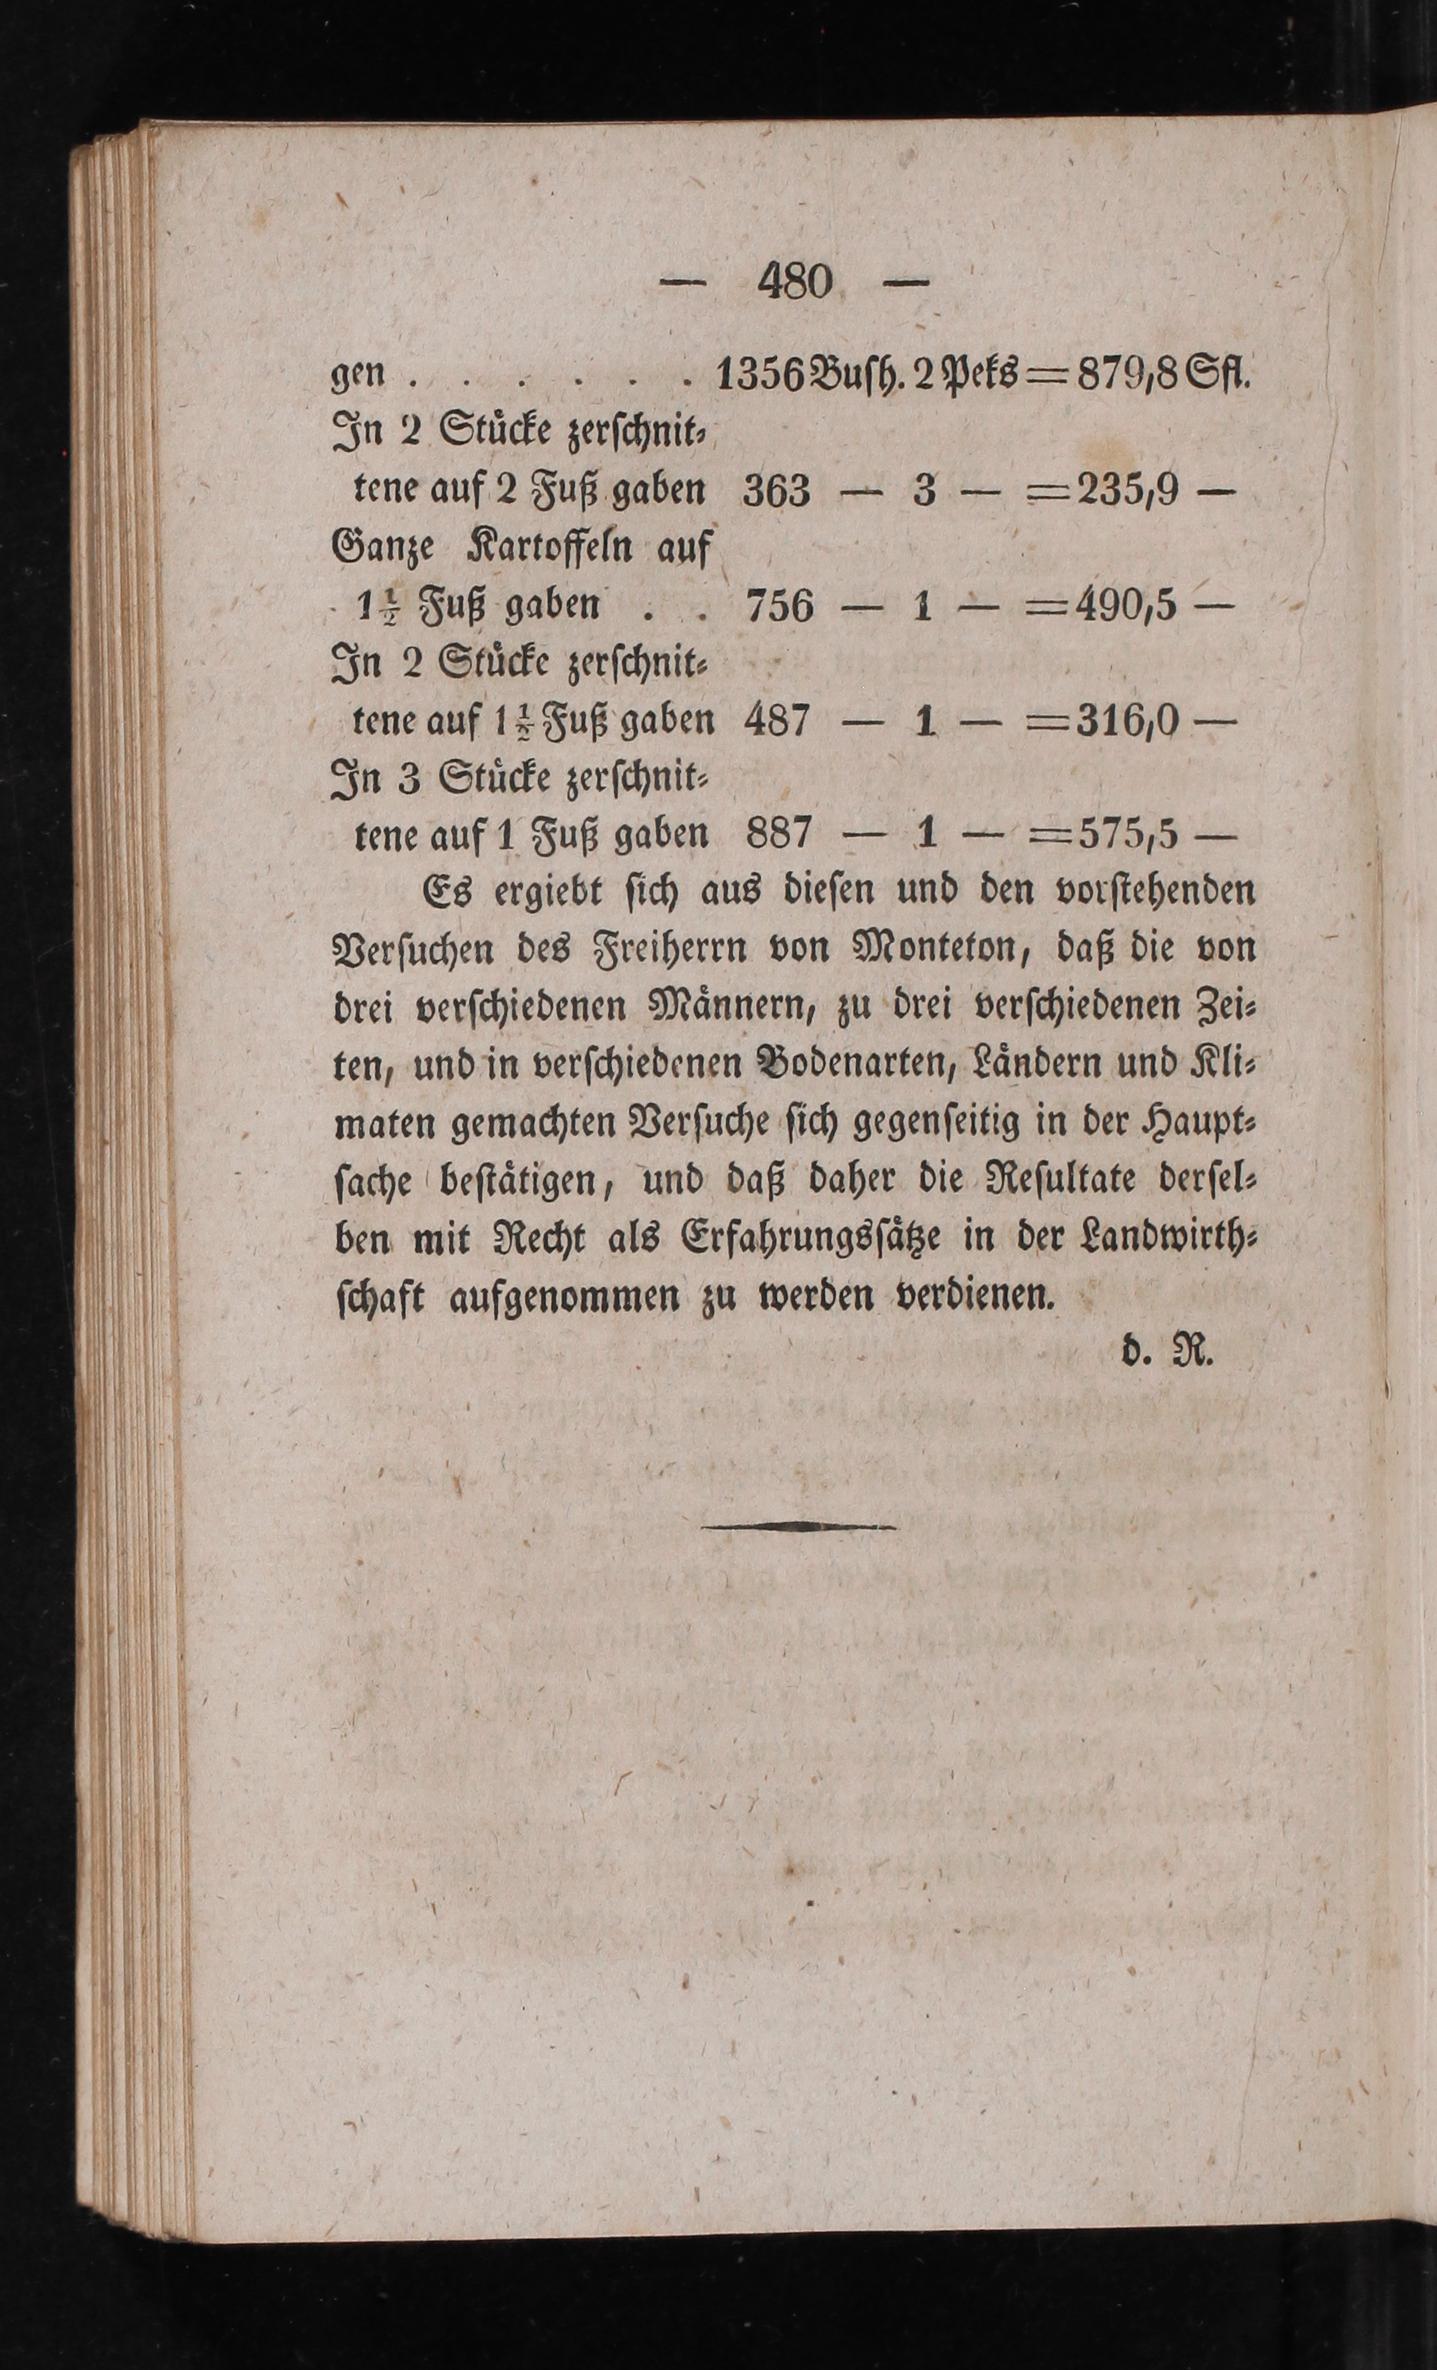 — 480 —
gen . . . . . . 1356 Buſh. 2 Peks = 879,8 Sfl.
In 2 Stücke zerſchnit⸗
tene auf 2 Fuß gaben 363 — 3 — = 235,9 —
Ganze Kartoffeln auf
1½ Fuß gaben . . 756 — 1 — = 490,5 —
In 2 Stücke zerſchnit⸗
tene auf 1½ Fuß gaben 487 — 1 — = 316,0 —
In 3 Stücke zerſchnit⸗
tene auf 1 Fuß gaben 887 — 1 — = 575,5 —
Es ergiebt ſich aus dieſen und den vorſtehenden
Verſuchen des Freiherrn von Monteton, daß die von
drei verſchiedenen Männern, zu drei verſchiedenen Zei⸗
ten, und in verſchiedenen Bodenarten, Ländern und Kli⸗
maten gemachten Verſuche ſich gegenſeitig in der Haupt⸗
ſache beſtätigen, und daß daher die Reſultate derſel⸗
ben mit Recht als Erfahrungsſätze in der Landwirth⸗
ſchaft aufgenommen zu werden verdienen.
d. R.